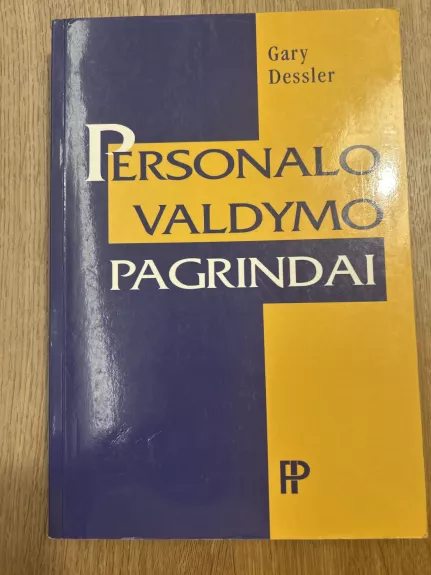 Gary
Dessler
PERSONALO
VALDYMO
PAGRINDAI
P